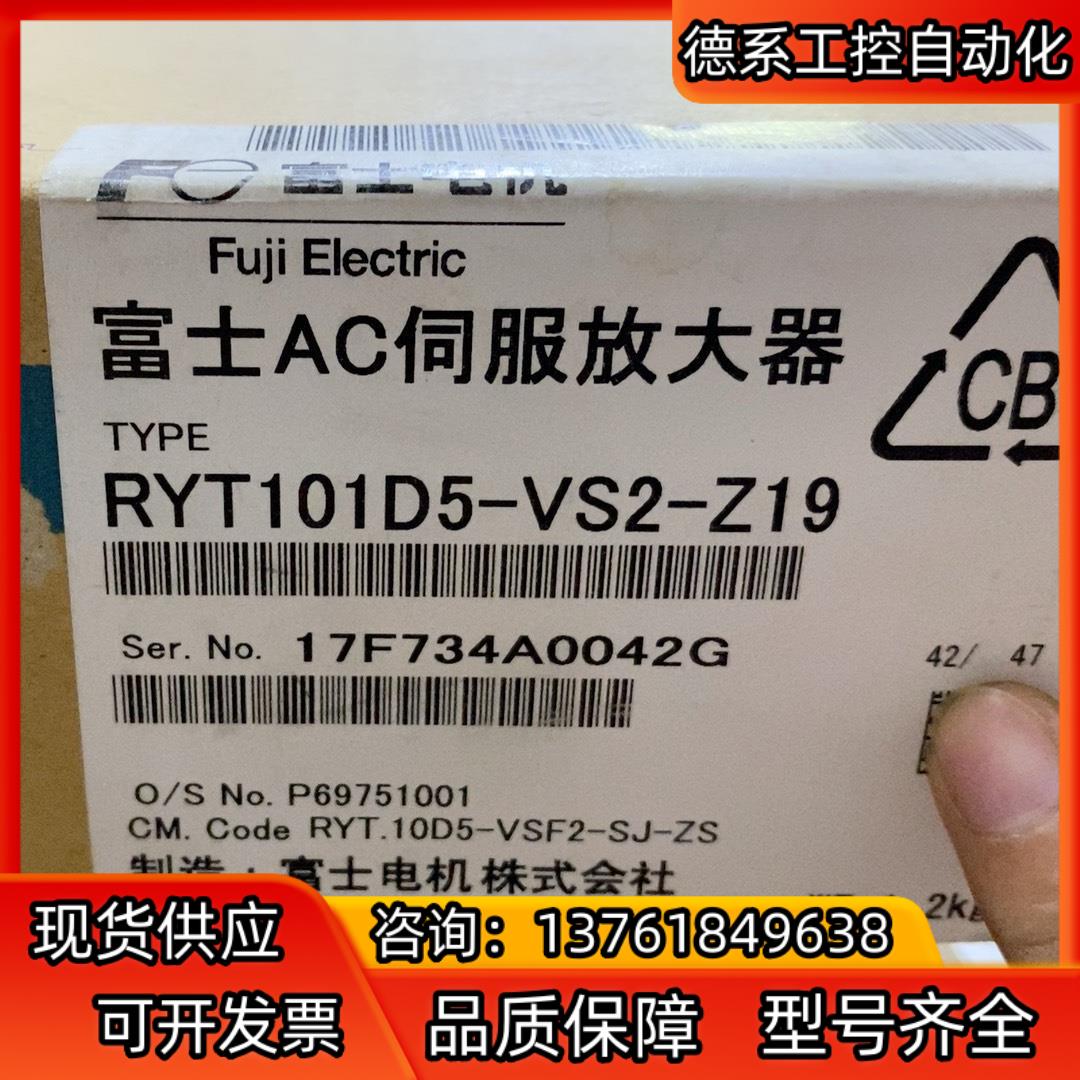 德系工控自动化
富士电机
Fuji Electric
富士AC伺服放大器
CB
TYPE
RYT101D5-VS2-Z19
Ser. No. 17F734A0042G
42/ 47
O/S No. P69751001
CM. Code RYT.10D5-VSF2-SJ-ZS
制造：富士电机株式会社
2k
现货供应
咨询：13761849638
可开发票
品质保障
型号齐全